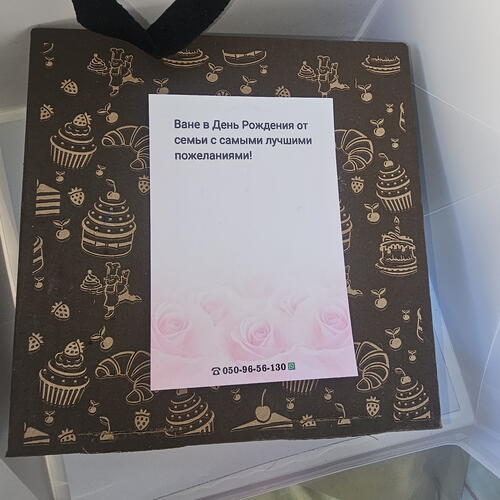 Ване в День Рождения от
семьи с самыми лучшими
пожеланиями!
☎050-96-56-130